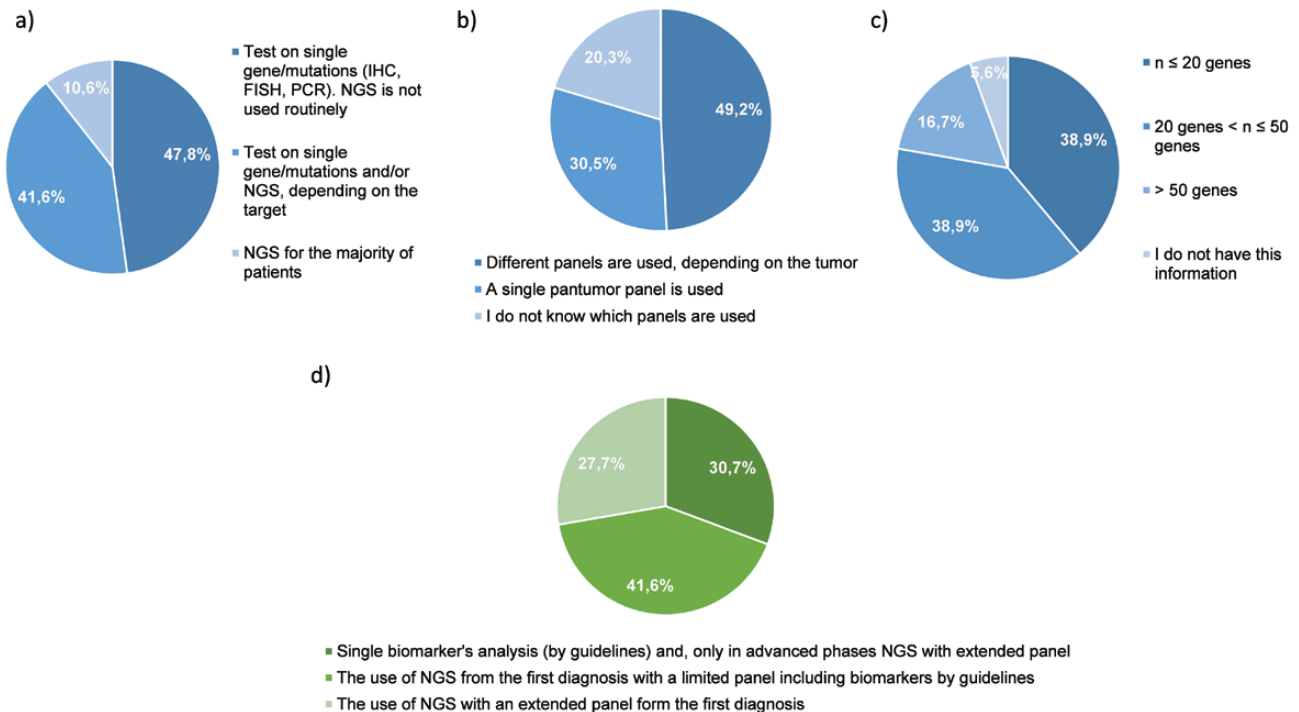 a)
10,6%
47,8%
41,6%
Test on single
gene/mutations (IHC,
FISH, PCR). NGS is not
used routinely
Test on single
gene/mutations and/or
NGS, depending on the
target
NGS for the majority of
patients
b)
20,3%
49,2%
30,5%
Different panels are used, depending on the tumor
A single pantumor panel is used
I do not know which panels are used
c)
5,6%
16,7%
38,9%
38,9%
n ≤ 20 genes
20 genes < n ≤ 50
genes
> 50 genes
I do not have this
information
d)
27,7%
30,7%
41,6%
Single biomarker's analysis (by guidelines) and, only in advanced phases NGS with extended panel
The use of NGS from the first diagnosis with a limited panel including biomarkers by guidelines
The use of NGS with an extended panel form the first diagnosis